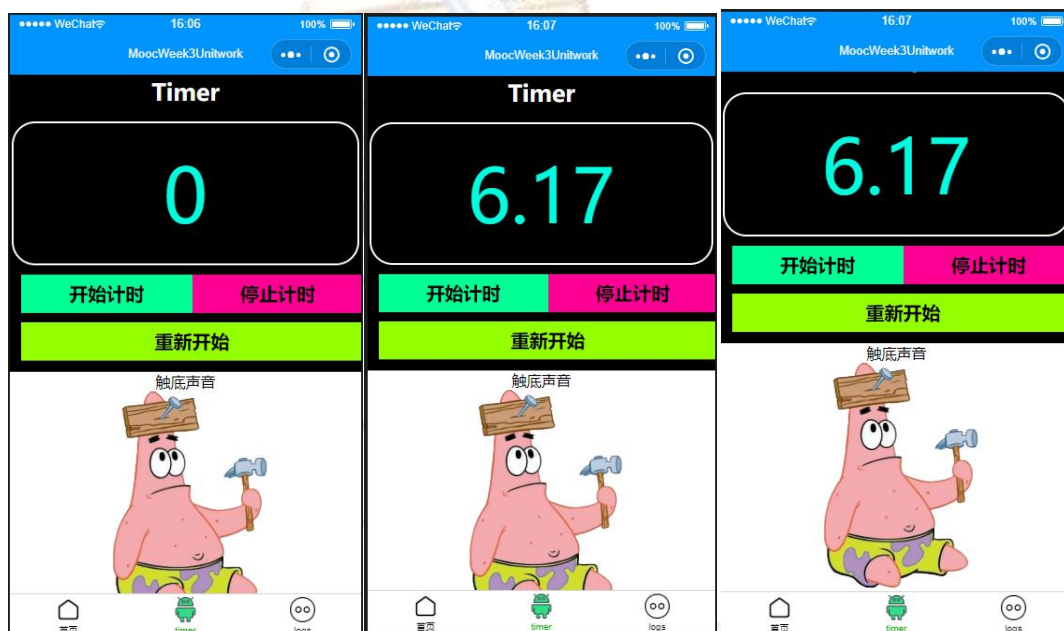 ●●●●● WeChat 16:06 100%
MoocWeek3Unitwork
Timer
0
开始计时 停止计时
重新开始
触底声音
首页 timer logs
●●●●● WeChat 16:07 100%
MoocWeek3Unitwork
Timer
6.17
开始计时 停止计时
重新开始
触底声音
首页 timer logs
●●●●● WeChat 16:07 100%
MoocWeek3Unitwork
6.17
开始计时 停止计时
重新开始
触底声音
首页 timer logs